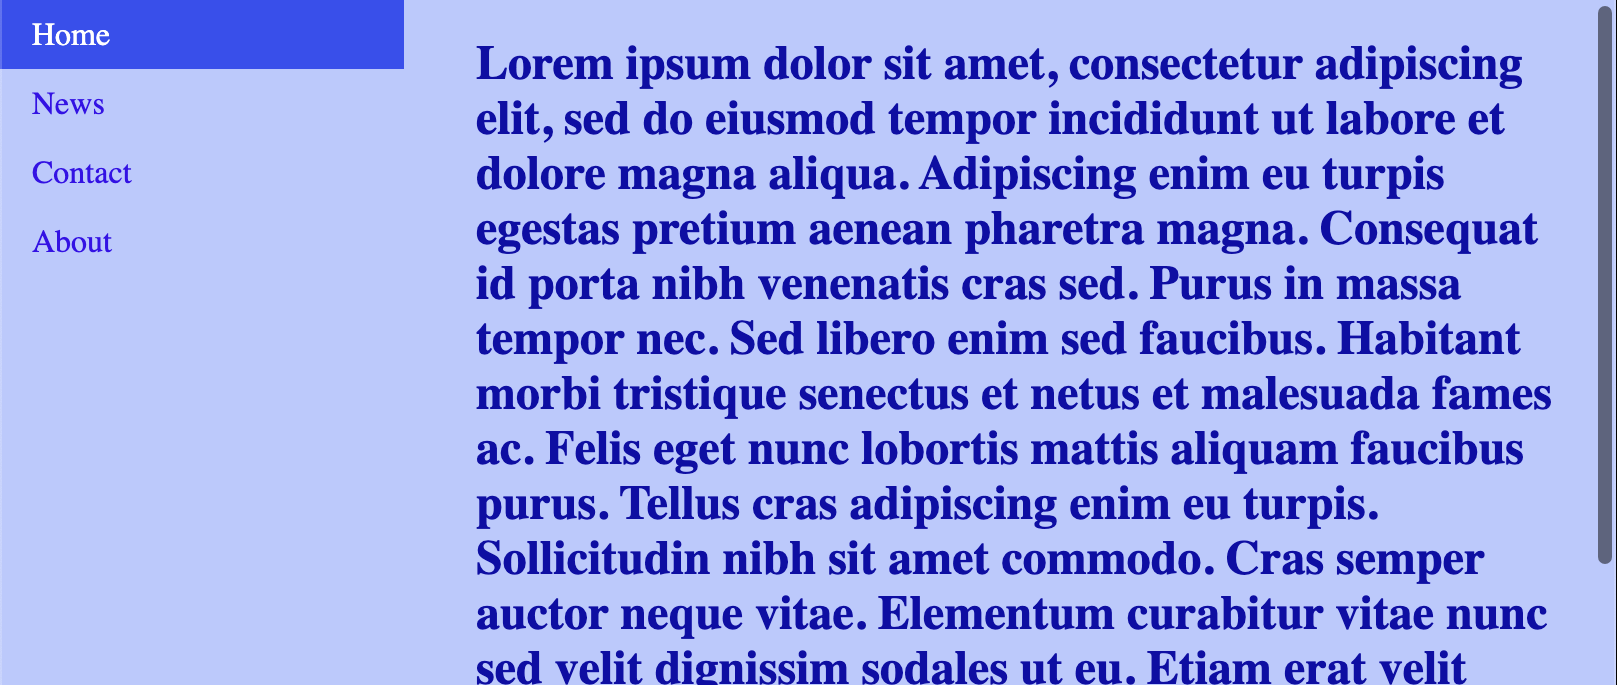 Home
News
Contact
About
Lorem ipsum dolor sit amet, consectetur adipiscing
elit, sed do eiusmod tempor incididunt ut labore et
dolore magna aliqua. Adipiscing enim eu turpis
egestas pretium aenean pharetra magna. Consequat
id porta nibh venenatis cras sed. Purus in massa
tempor nec. Sed libero enim sed faucibus. Habitant
morbi tristique senectus et netus et malesuada fames
ac. Felis eget nunc lobortis mattis aliquam faucibus
purus. Tellus cras adipiscing enim eu turpis.
Sollicitudin nibh sit amet commodo. Cras semper
auctor neque vitae. Elementum curabitur vitae nunc
sed velit dignissim sodales ut eu. Etiam erat velit